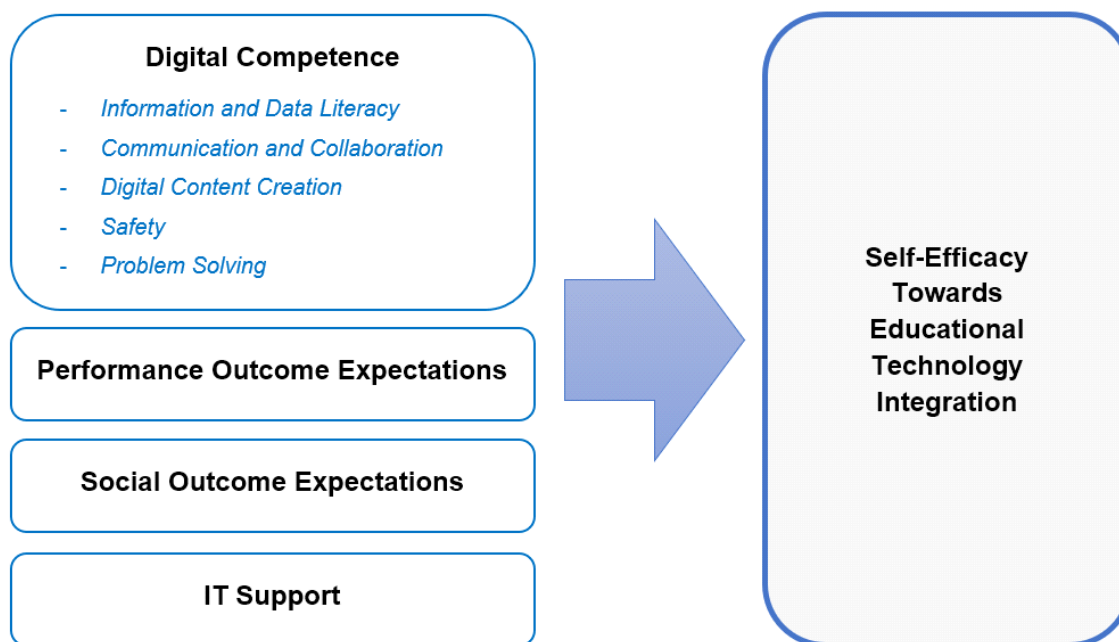 Digital Competence
- Information and Data Literacy
- Communication and Collaboration
- Digital Content Creation
- Safety
- Problem Solving
Performance Outcome Expectations
Social Outcome Expectations
IT Support
Self-Efficacy
Towards
Educational
Technology
Integration